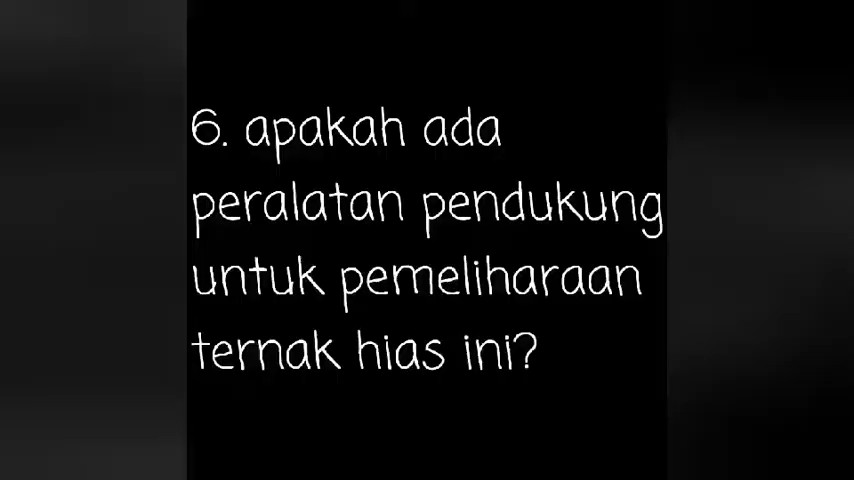 6. apakah ada
peralatan pendukung
untuk pemeliharaan
ternak hias ini?